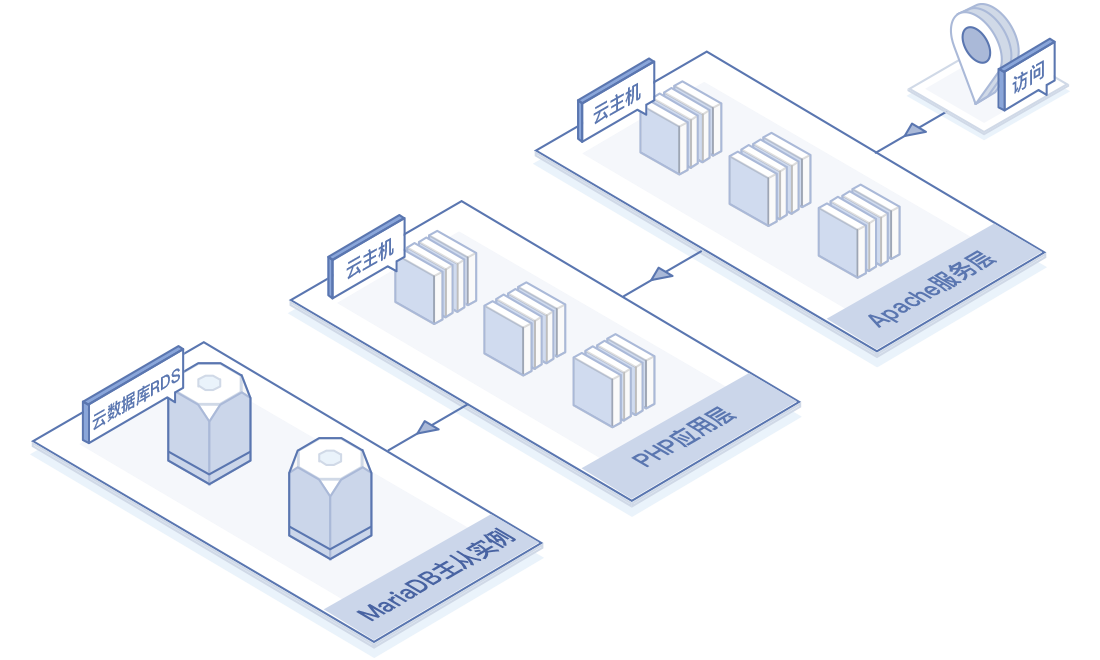 访问
云主机
Apache服务层
云主机
PHP应用层
云数据库RDS
MariaDB主从实例